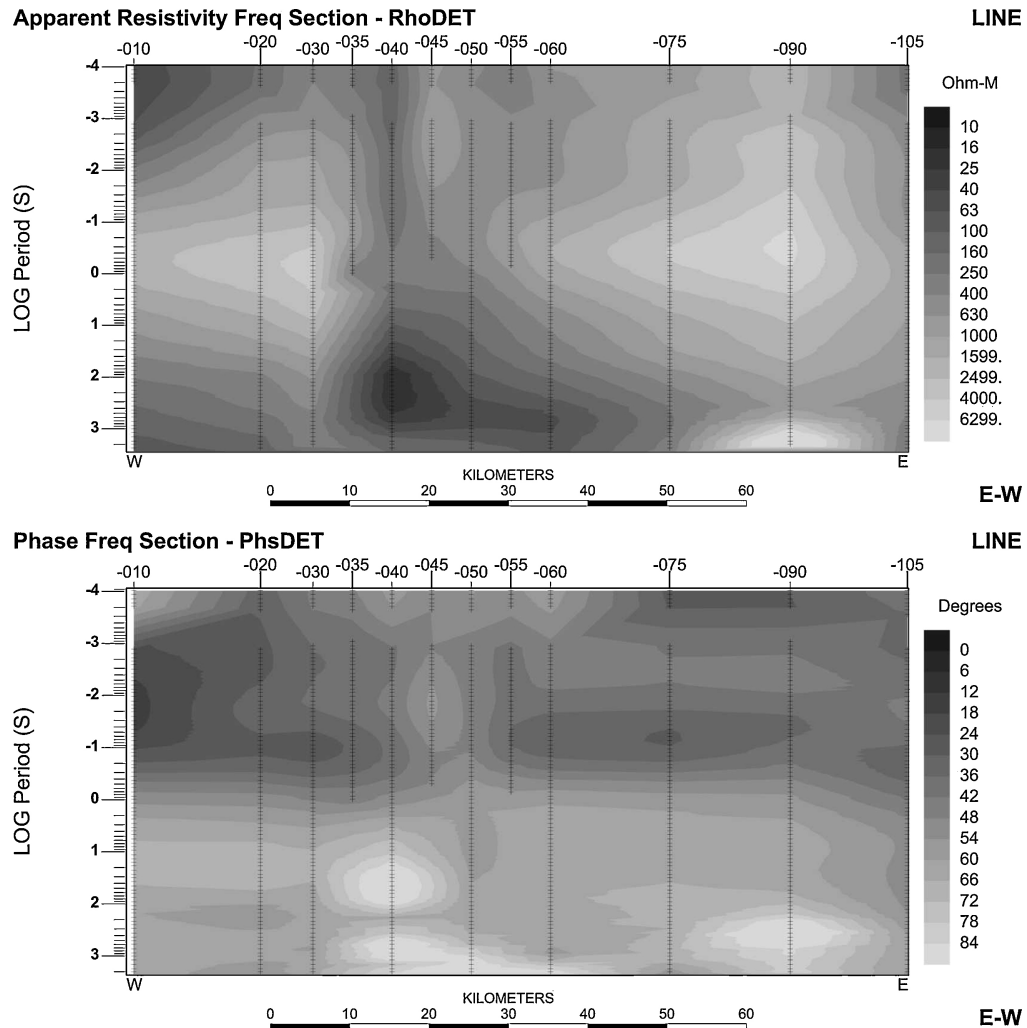 Apparent Resistivity Freq Section - RhoDET LINE
-010 -020 -030 -035 -040 -045 -050 -055 -060 -075 -090 -105
LOG Period (S)
-4
-3
-2
-1
0
1
2
3
Ohm-M
10
16
25
40
63
100
160
250
400
630
1000
1599.
2499.
4000.
6299.
W E
KILOMETERS
0 10 20 30 40 50 60
E-W
Phase Freq Section - PhsDET LINE
-010 -020 -030 -035 -040 -045 -050 -055 -060 -075 -090 -105
LOG Period (S)
-4
-3
-2
-1
0
1
2
3
Degrees
0
6
12
18
24
30
36
42
48
54
60
66
72
78
84
W E
KILOMETERS
0 10 20 30 40 50 60
E-W